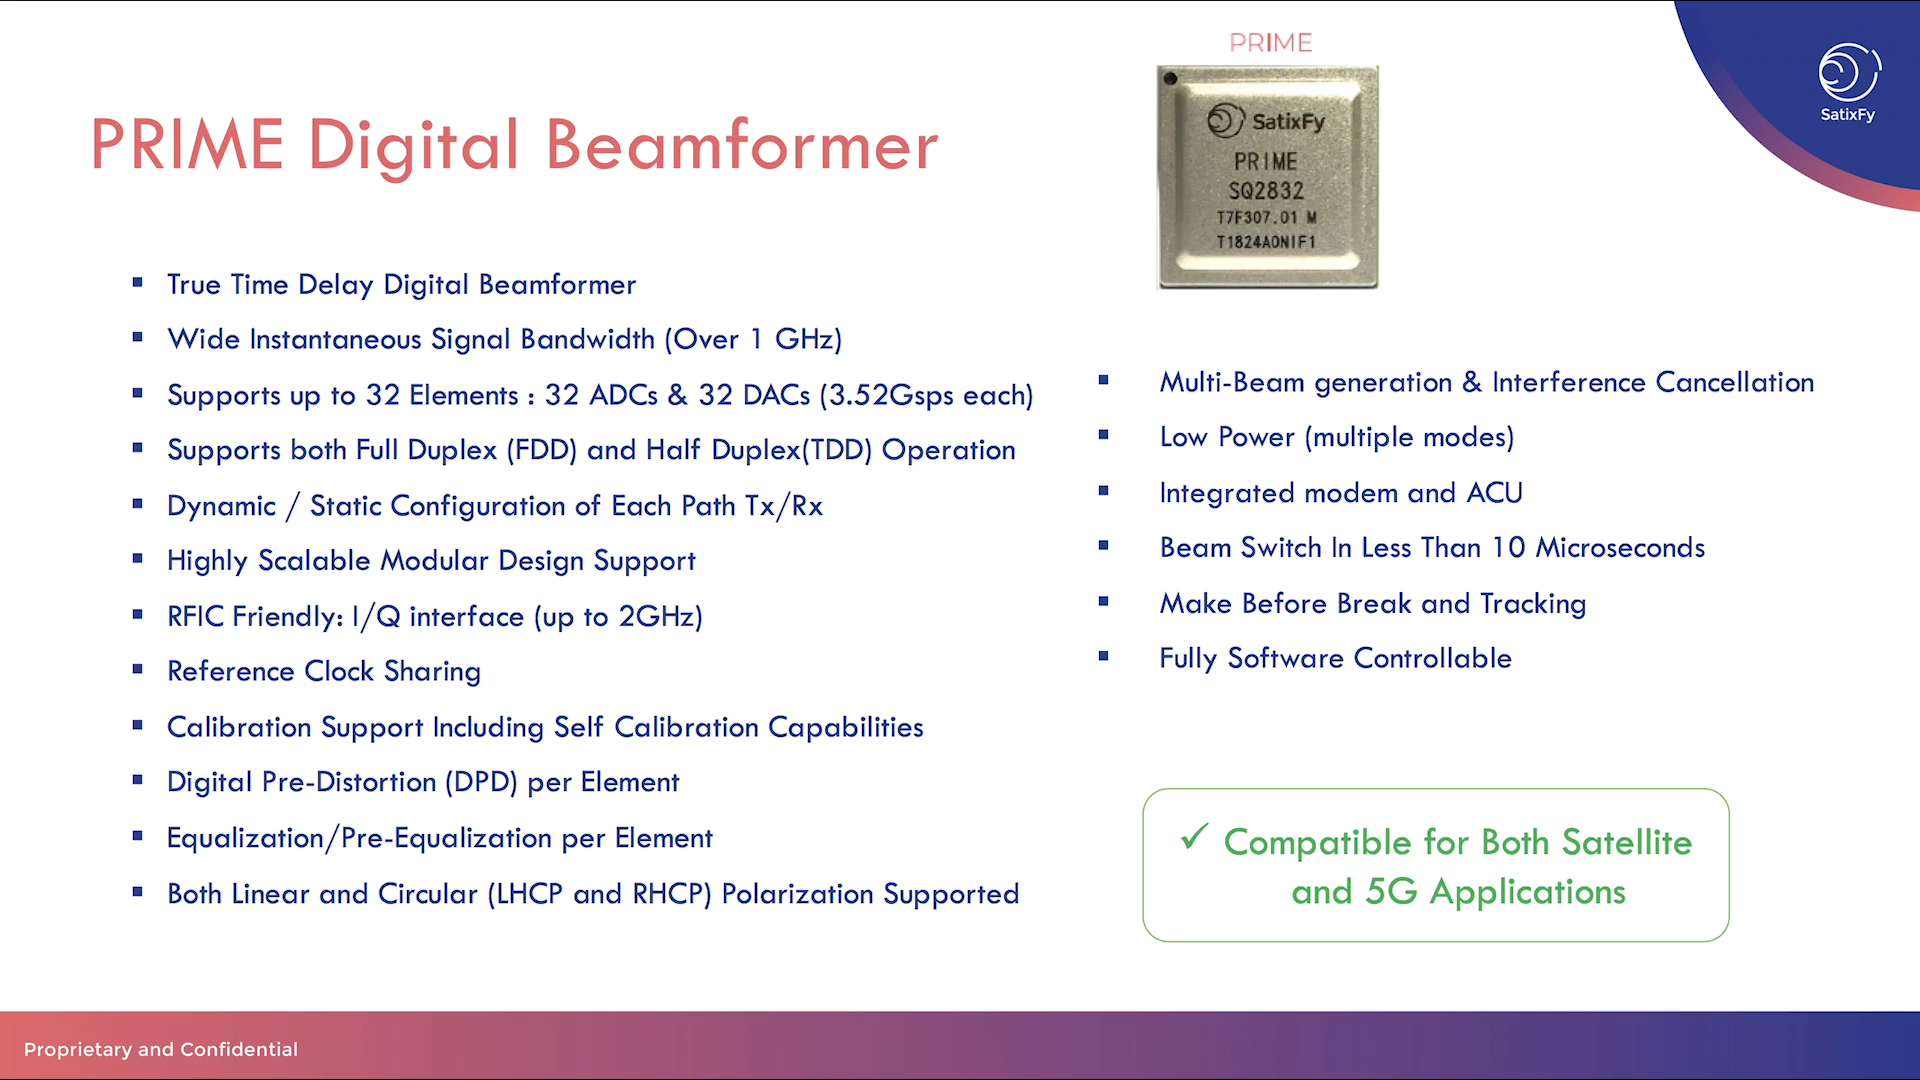 PRIME
SatixFy
PRIME Digital Beamformer
SatixFy
PRIME
SQ2832
T7F307.01 M
T1824A0NIF1
True Time Delay Digital Beamformer
Wide Instantaneous Signal Bandwidth (Over 1 GHz)
Supports up to 32 Elements : 32 ADCs & 32 DACs (3.52Gsps each)
Supports both Full Duplex (FDD) and Half Duplex(TDD) Operation
Dynamic / Static Configuration of Each Path Tx/Rx
Highly Scalable Modular Design Support
RFIC Friendly: I/Q interface (up to 2GHz)
Reference Clock Sharing
Calibration Support Including Self Calibration Capabilities
Digital Pre-Distortion (DPD) per Element
Equalization/Pre-Equalization per Element
Both Linear and Circular (LHCP and RHCP) Polarization Supported
Multi-Beam generation & Interference Cancellation
Low Power (multiple modes)
Integrated modem and ACU
Beam Switch In Less Than 10 Microseconds
Make Before Break and Tracking
Fully Software Controllable
✓ Compatible for Both Satellite
and 5G Applications
Proprietary and Confidential